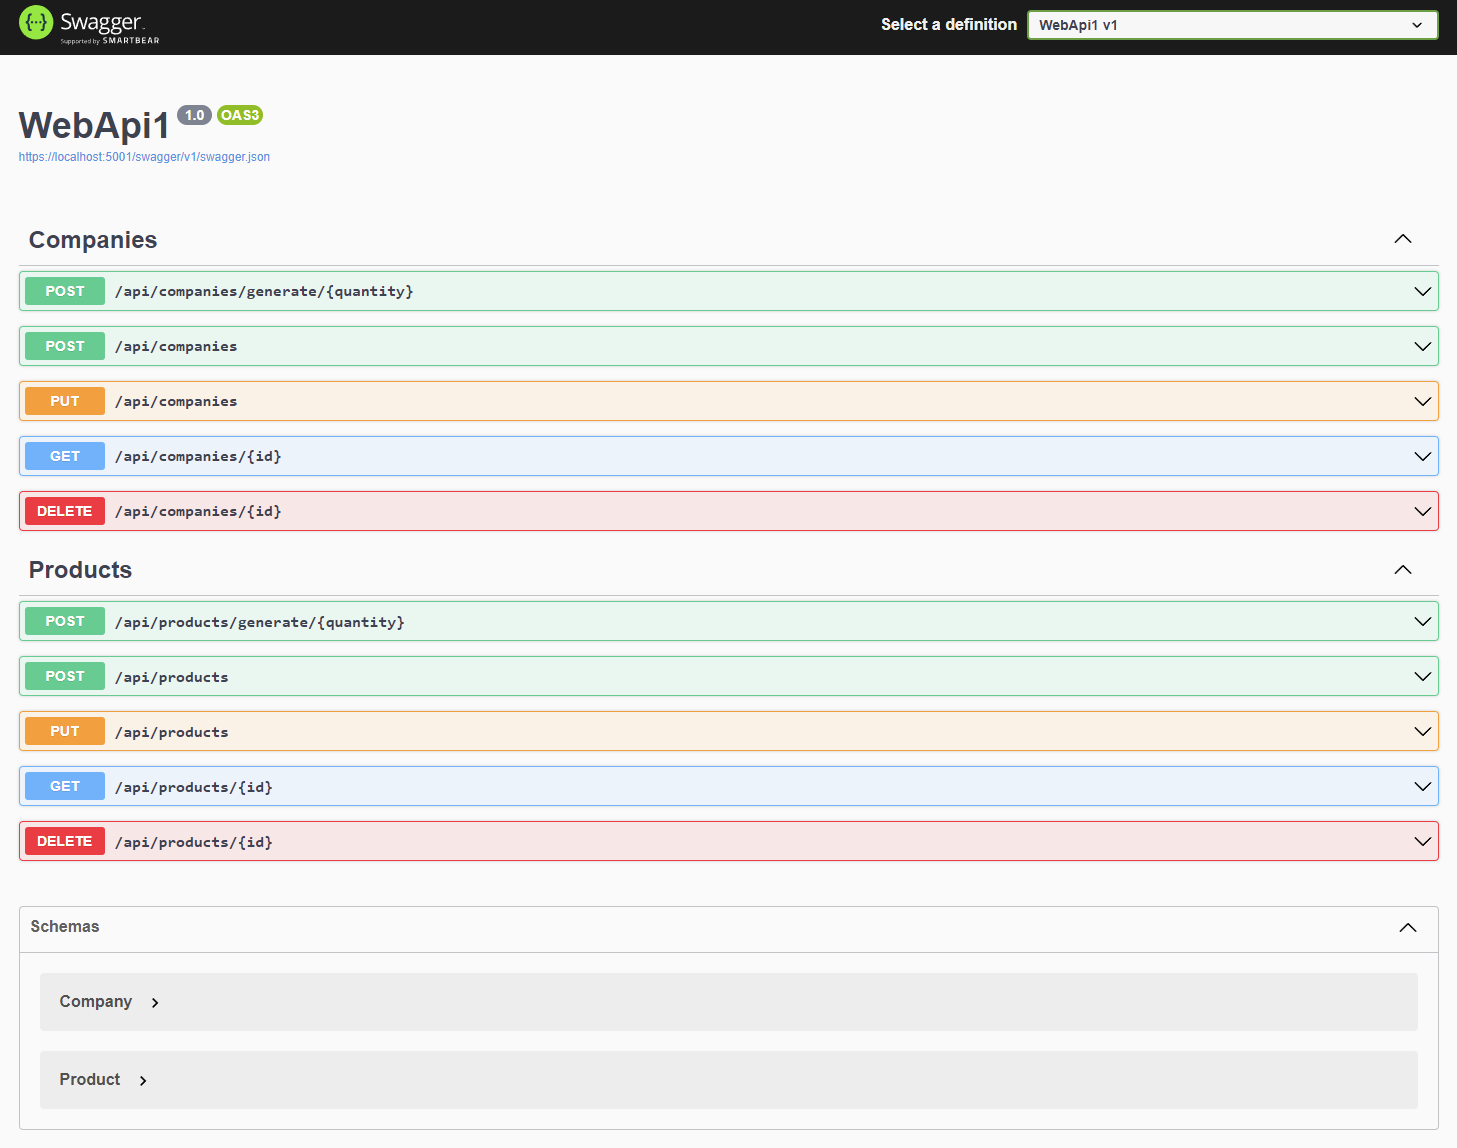 Swagger
Supported by SMARTBEAR
Select a definition
WebApi1 v1
WebApi1 1.0 OAS3
https://localhost:5001/swagger/v1/swagger.json
Companies
POST /api/companies/generate/{quantity}
POST /api/companies
PUT /api/companies
GET /api/companies/{id}
DELETE /api/companies/{id}
Products
POST /api/products/generate/{quantity}
POST /api/products
PUT /api/products
GET /api/products/{id}
DELETE /api/products/{id}
Schemas
Company
Product